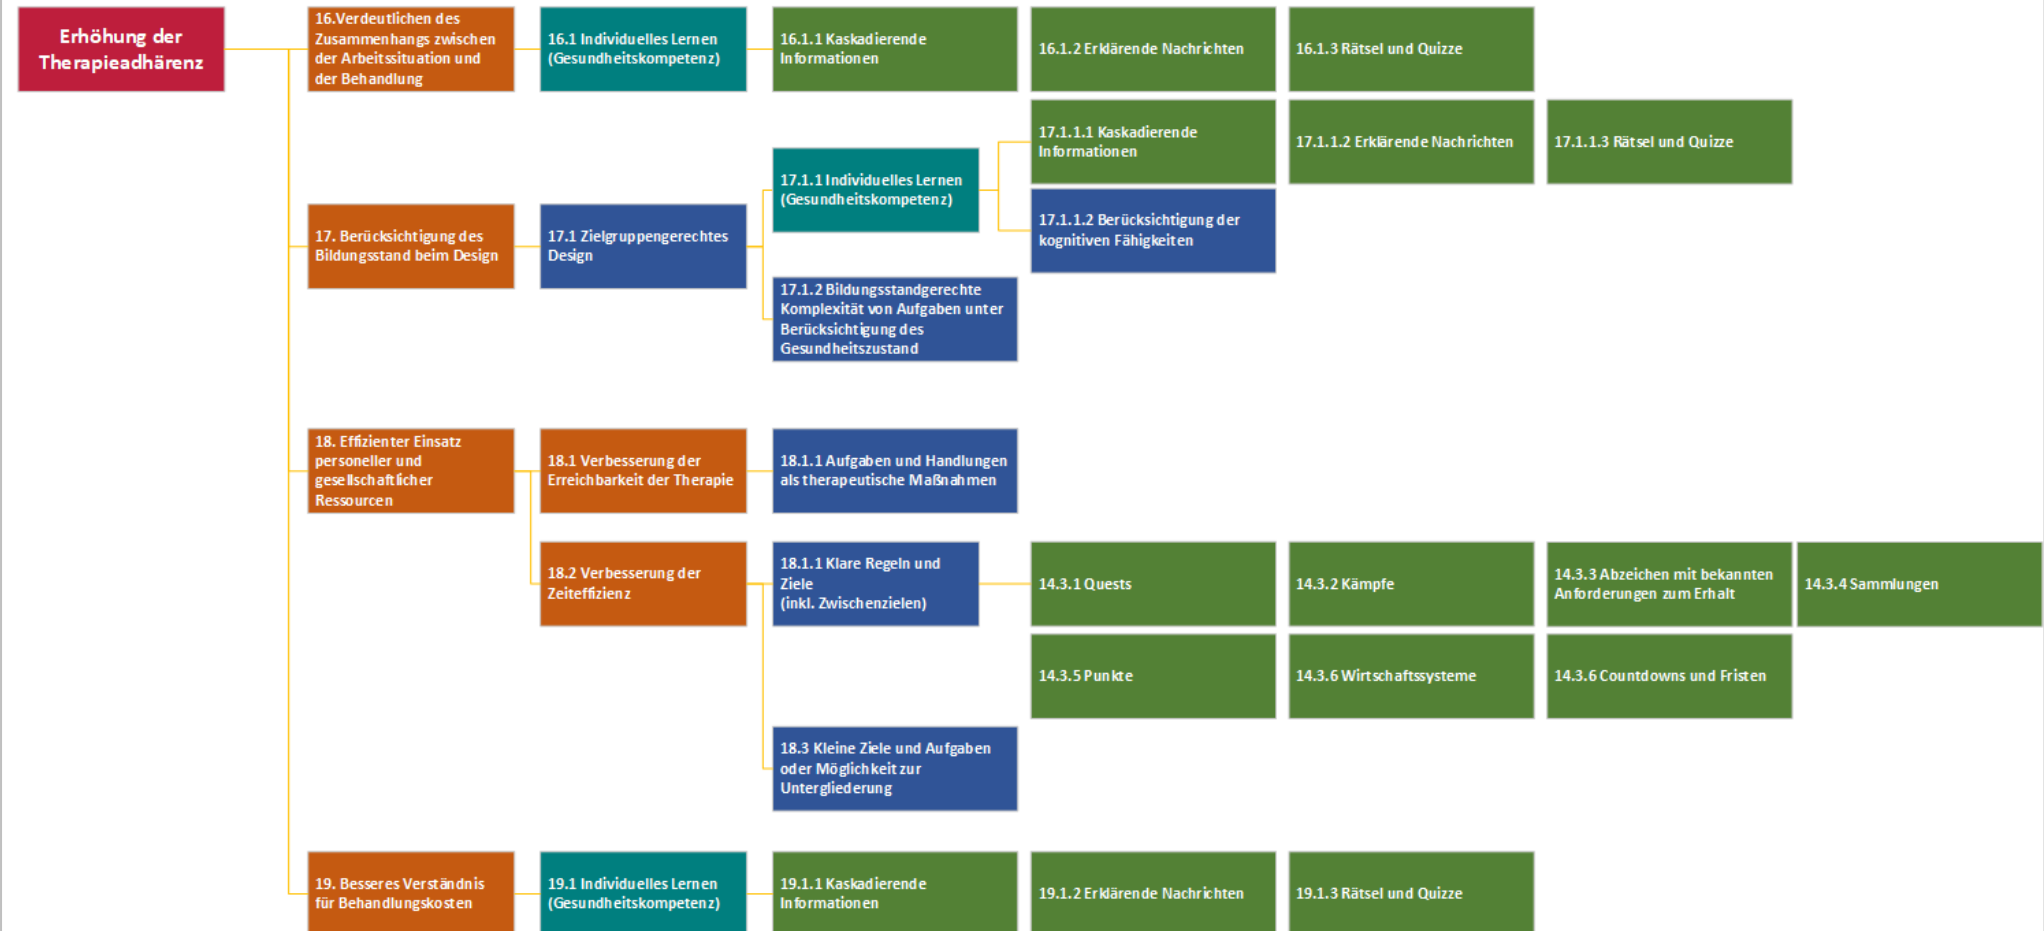 Erhöhung der
Therapieadhärenz
16.Verdeutlichen des
Zusammenhangs zwischen
der Arbeitssituation und
der Behandlung
16.1 Individuelles Lernen
(Gesundheitskompetenz)
16.1.1 Kaskadierende
Informationen
16.1.2 Erklärende Nachrichten
16.1.3 Rätsel und Quizze
17. Berücksichtigung des
Bildungsstand beim Design
17.1 Zielgruppengerechtes
Design
17.1.1 Individuelles Lernen
(Gesundheitskompetenz)
17.1.1.1 Kaskadierende
Informationen
17.1.1.2 Erklärende Nachrichten
17.1.1.3 Rätsel und Quizze
17.1.1.2 Berücksichtigung der
kognitiven Fähigkeiten
17.1.2 Bildungsstandgerechte
Komplexität von Aufgaben unter
Berücksichtigung des
Gesundheitszustand
18. Effizienter Einsatz
personeller und
gesellschaftlicher
Ressourcen
18.1 Verbesserung der
Erreichbarkeit der Therapie
18.1.1 Aufgaben und Handlungen
als therapeutische Maßnahmen
18.2 Verbesserung der
Zeiteffizienz
18.1.1 Klare Regeln und
Ziele
(inkl. Zwischenzielen)
14.3.1 Quests
14.3.2 Kämpfe
14.3.3 Abzeichen mit bekannten
Anforderungen zum Erhalt
14.3.4 Sammlungen
14.3.5 Punkte
14.3.6 Wirtschaftssysteme
14.3.6 Countdowns und Fristen
18.3 Kleine Ziele und Aufgaben
oder Möglichkeit zur
Untergliederung
19. Besseres Verständnis
für Behandlungskosten
19.1 Individuelles Lernen
(Gesundheitskompetenz)
19.1.1 Kaskadierende
Informationen
19.1.2 Erklärende Nachrichten
19.1.3 Rätsel und Quizze